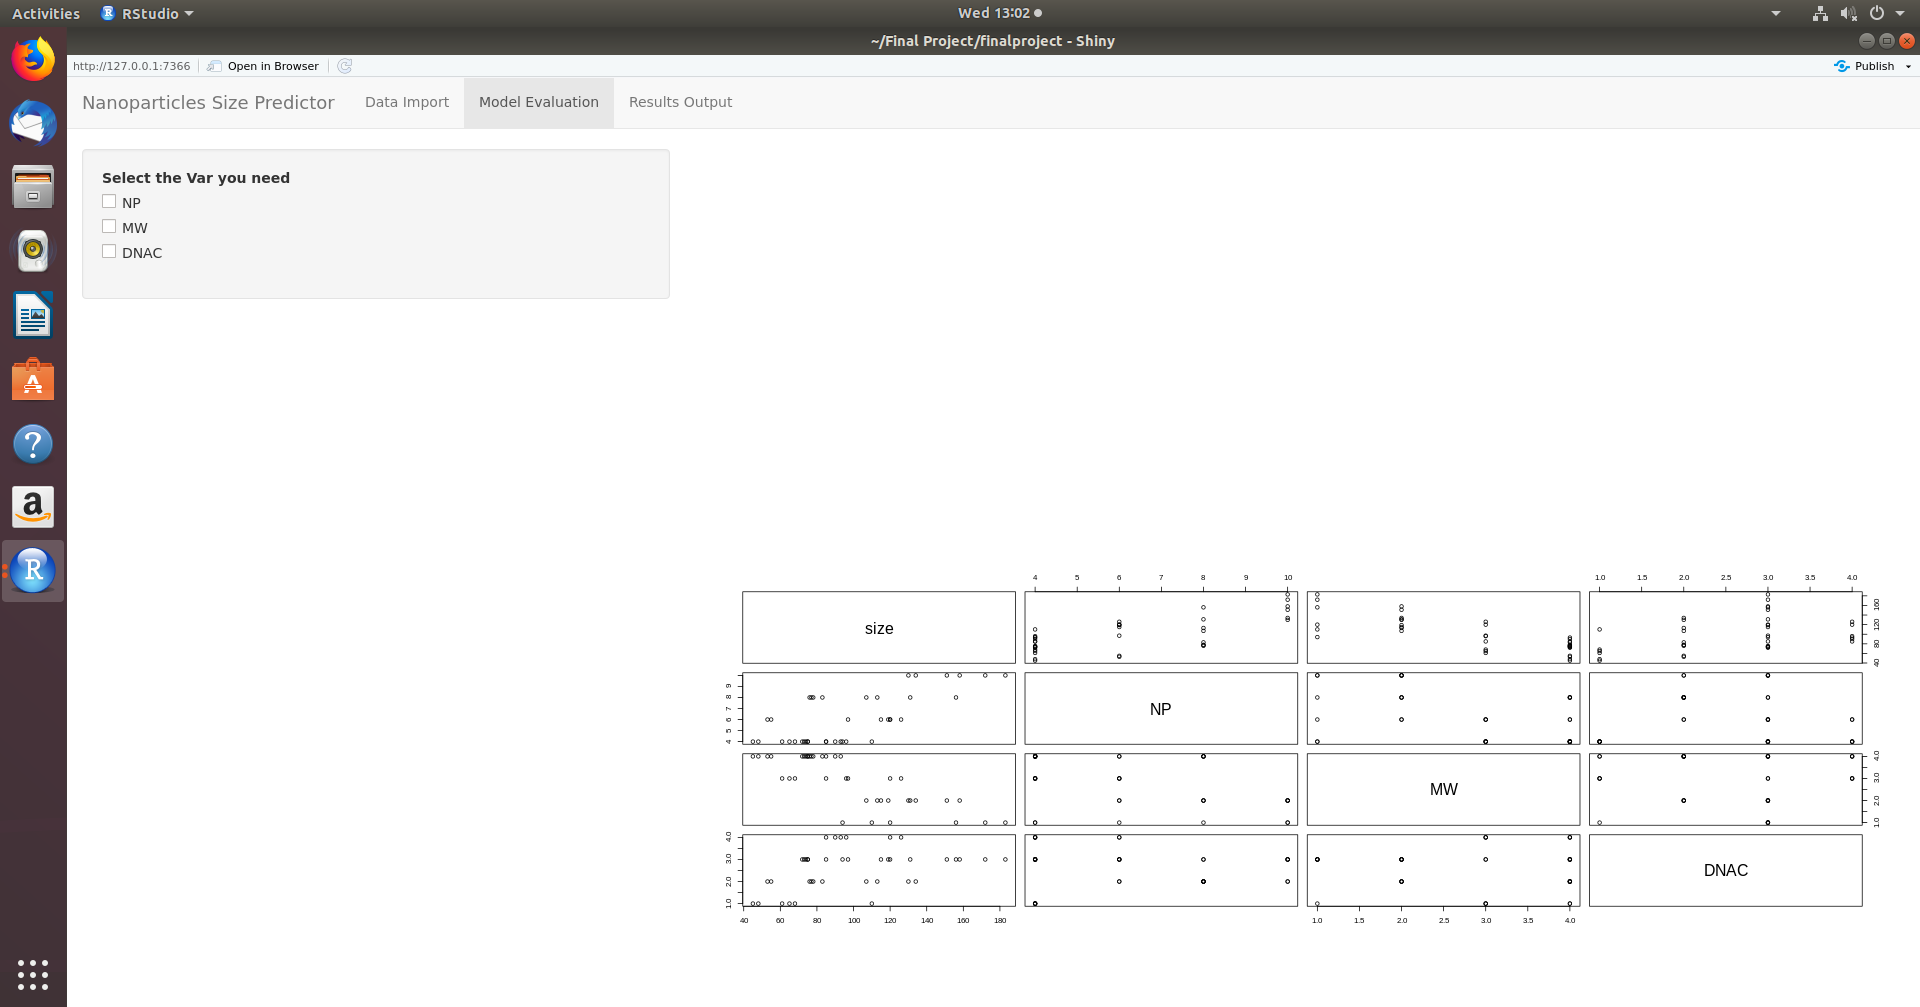 Activities RStudio Wed 13:02
~/Final Project/finalproject - Shiny
http://127.0.0.1:7366 Open in Browser Publish
Nanoparticles Size Predictor Data Import Model Evaluation Results Output
Select the Var you need
NP
MW
DNAC
4 5 6 7 8 9 10 1.0 1.5 2.0 2.5 3.0 3.5 4.0
size
40 80 120 160
4 5 6 7 8 9
NP
MW
1.0 2.0 3.0 4.0
1.0 2.0 3.0 4.0
DNAC
40 60 80 100 120 140 160 180 1.0 1.5 2.0 2.5 3.0 3.5 4.0